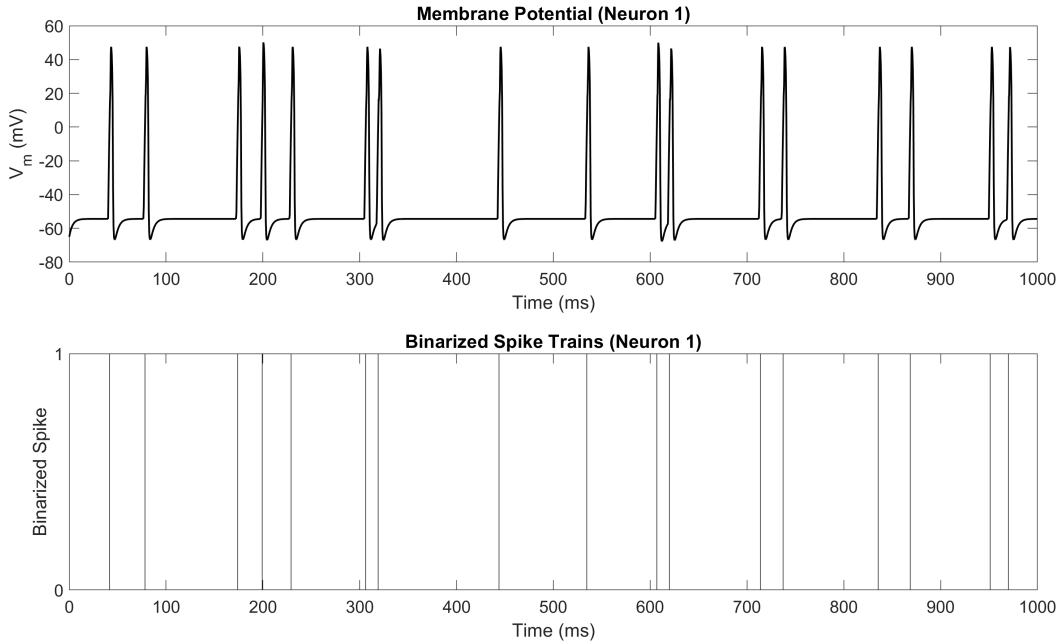 Membrane Potential (Neuron 1)
60
40
20
0
-20
-40
-60
-80
V_m (mV)
0 100 200 300 400 500 600 700 800 900 1000
Time (ms)
Binarized Spike Trains (Neuron 1)
1
0
Binarized Spike
0 100 200 300 400 500 600 700 800 900 1000
Time (ms)